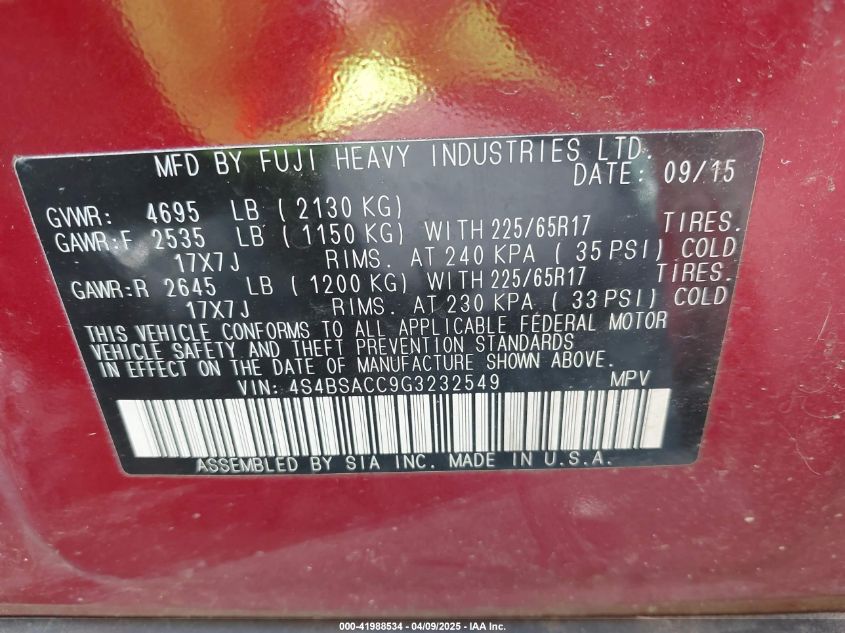 MFD BY FUJI HEAVY INDUSTRIES LTD.
DATE: 09/15
GVWR: 4695 LB ( 2130 KG)
GAWR:F 2535 LB ( 1150 KG) WITH 225/65R17 TIRES.
17X7J RIMS. AT 240 KPA ( 35 PSI) COLD
GAWR:R 2645 LB ( 1200 KG) WITH 225/65R17 TIRES.
17X7J RIMS. AT 230 KPA ( 33 PSI) COLD
THIS VEHICLE CONFORMS TO ALL APPLICABLE FEDERAL MOTOR
VEHICLE SAFETY AND THEFT PREVENTION STANDARDS
IN EFFECT ON THE DATE OF MANUFACTURE SHOWN ABOVE.
VIN: 4S4BSACC9G3232549 MPV
ASSEMBLED BY SIA INC. MADE IN U.S.A.
000-41988534 | 04/09/2025 - IAA Inc.